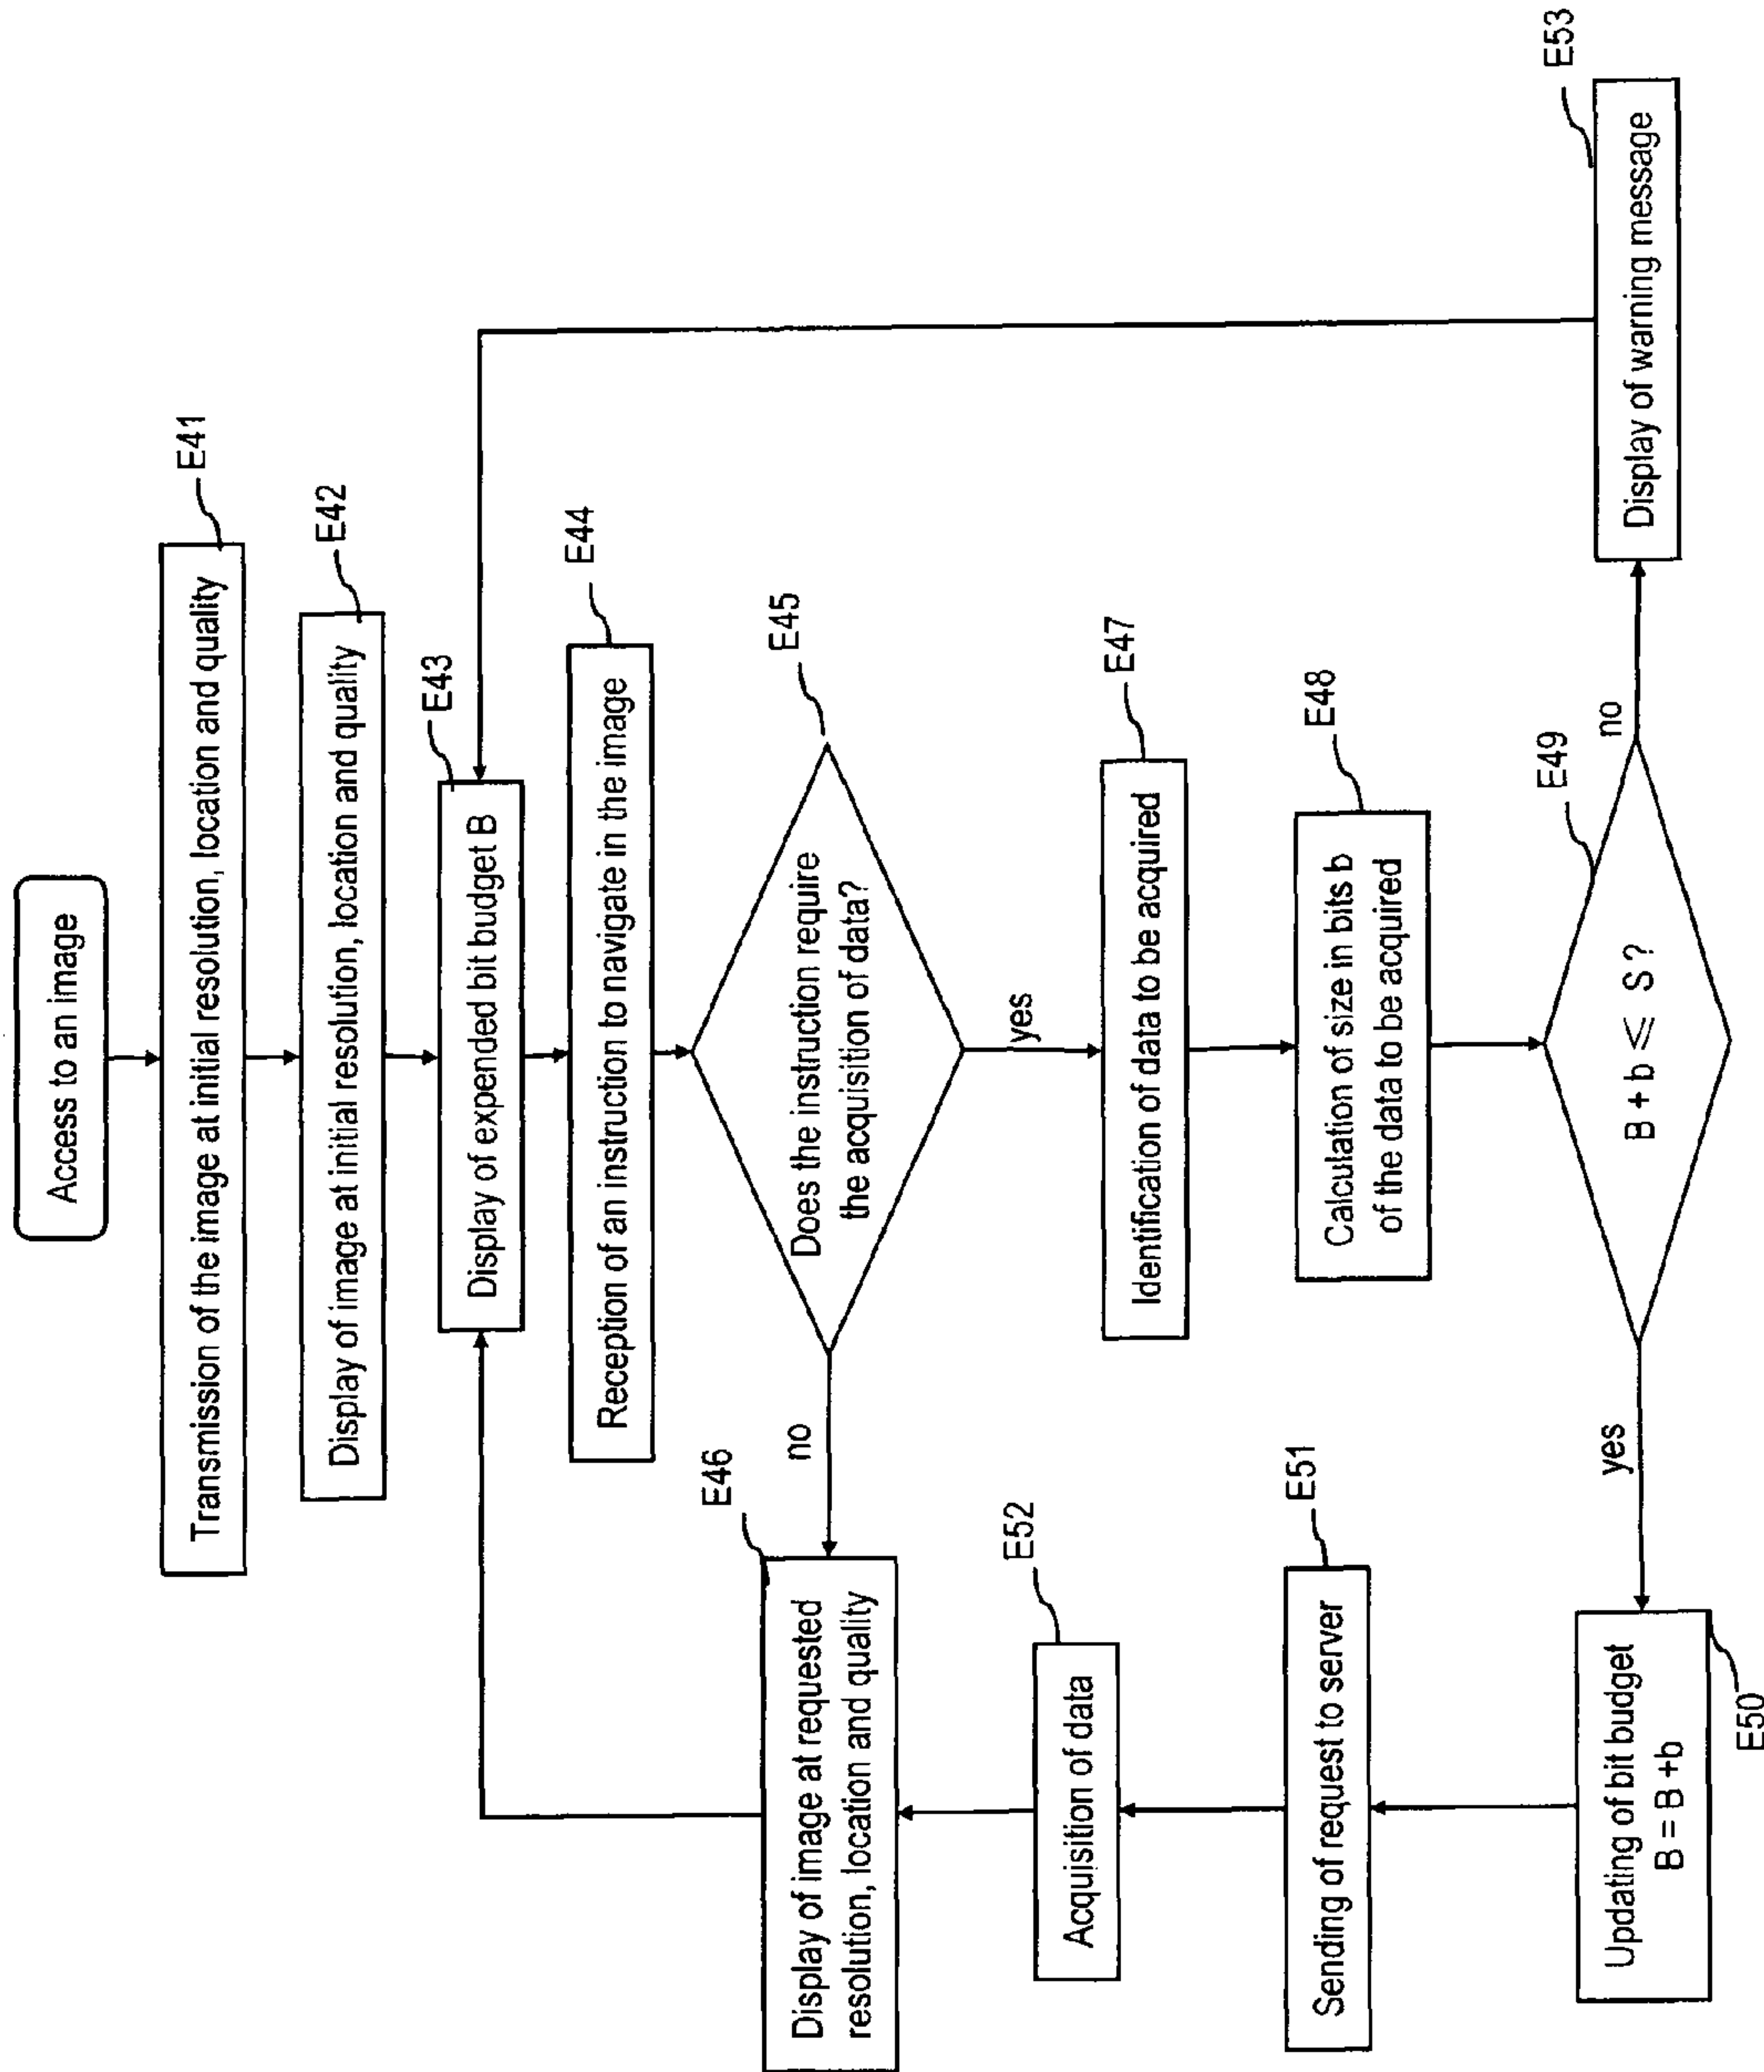 Access to an image
Transmission of the image at initial resolution, location and quality
E41
Display of image at initial resolution, location and quality
E42
Display of expended bit budget B
E43
Reception of an instruction to navigate in the image
E44
Does the instruction require
the acquisition of data?
E45
no
yes
Display of image at requested
resolution, location and quality
E46
Identification of data to be acquired
E47
Calculation of size in bits b
of the data to be acquired
E48
B + b ⩽ S ?
E49
yes
no
Updating of bit budget
B = B +b
E50
Sending of request to server
E51
Acquisition of data
E52
Display of warning message
E53